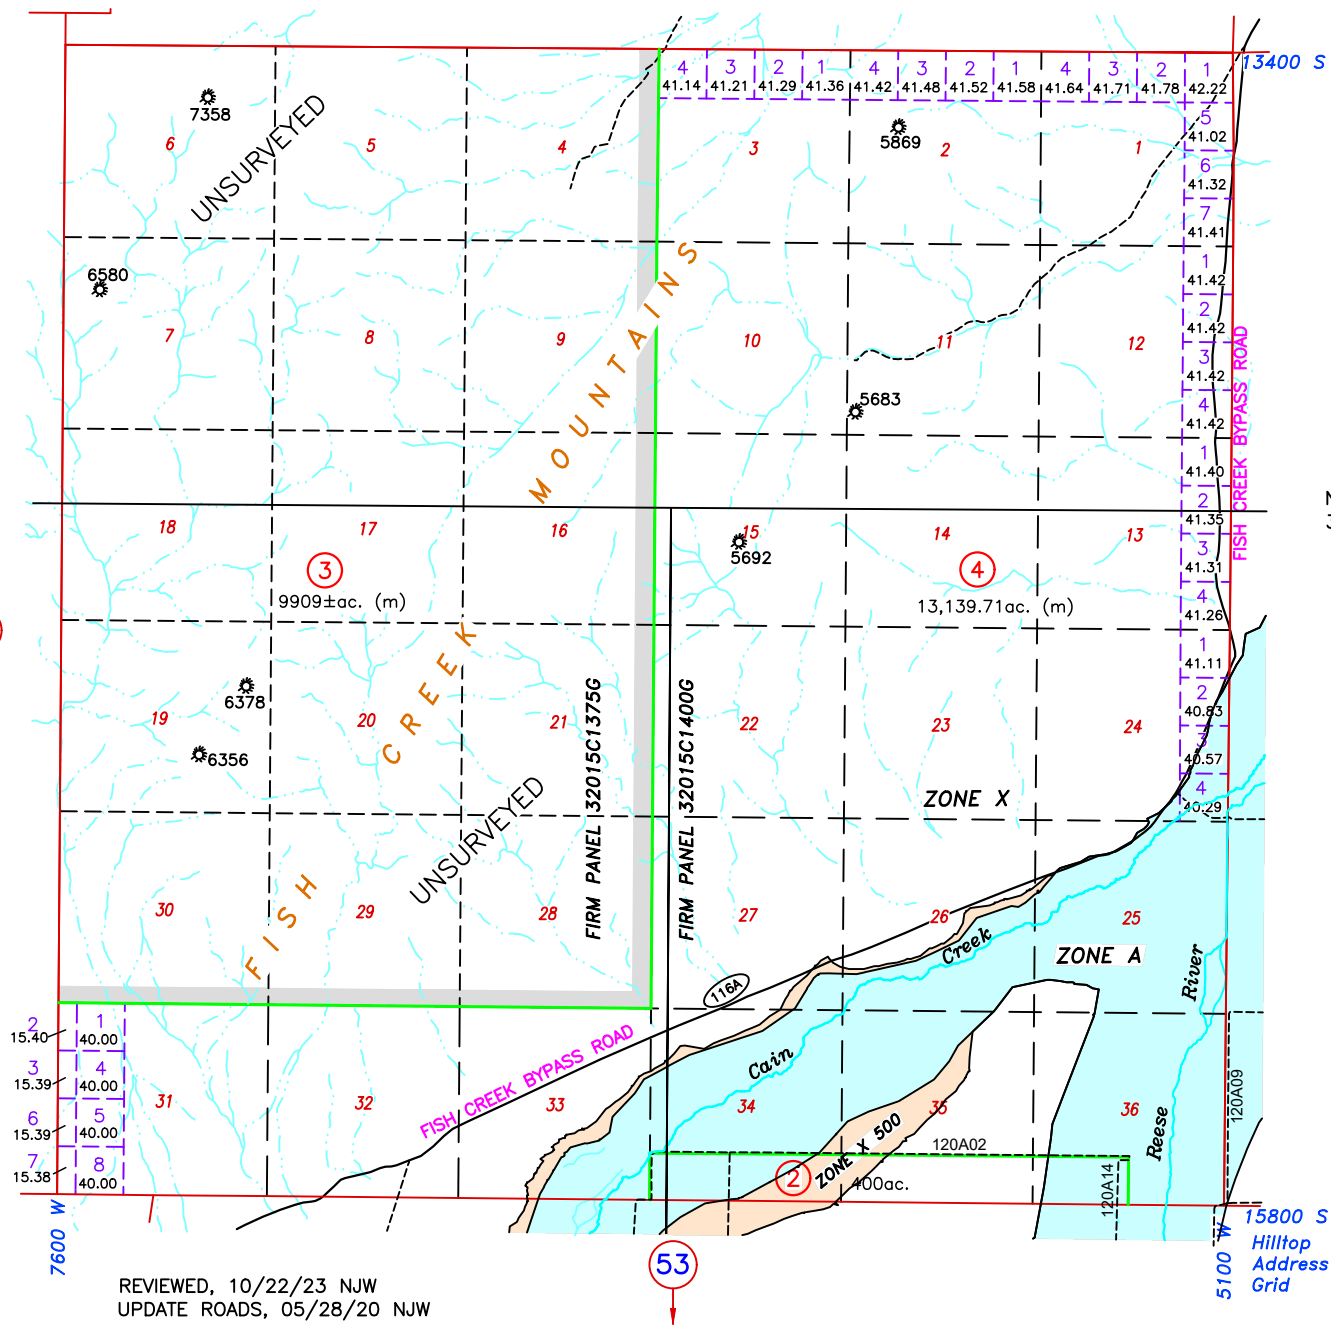 13400 S
4 3 2 1 4 3 2 1 4 3 2 1
41.14 41.21 41.29 41.36 41.42 41.48 41.52 41.58 41.64 41.71 41.78 42.22
7358
5869
UNSURVEYED
6 5 4 3 2 1
5
41.02
6
41.32
7
41.41
6580
1
41.42
2
41.42
3
41.42
4
41.42
7 8 9 10 11 12
5683
FISH CREEK BYPASS ROAD
MOUNTAINS
1
41.40
2
41.35
3
41.31
4
41.26
18 17 16 15 14 13
5692
3
9909±ac. (m)
4
13,139.71ac. (m)
CREEK
1
41.11
2
40.83
3
40.57
4
40.29
6378
6356
19 20 21 22 23 24
FIRM PANEL 32015C1375G
FIRM PANEL 32015C1400G
ZONE X
UNSURVEYED
FISH
30 29 28 27 26 25
ZONE A
Creek
River
116A
2 1
15.40 40.00
3 4
15.39 40.00
6 5
15.39 40.00
7 8
15.38 40.00
FISH CREEK BYPASS ROAD
Cain
31 32 33 34 35 36
120A09
Reese
ZONE X 500
120A02
2
400ac.
120A14
7600 W
5100 W
15800 S
Hilltop
Address
Grid
53
REVIEWED, 10/22/23 NJW
UPDATE ROADS, 05/28/20 NJW